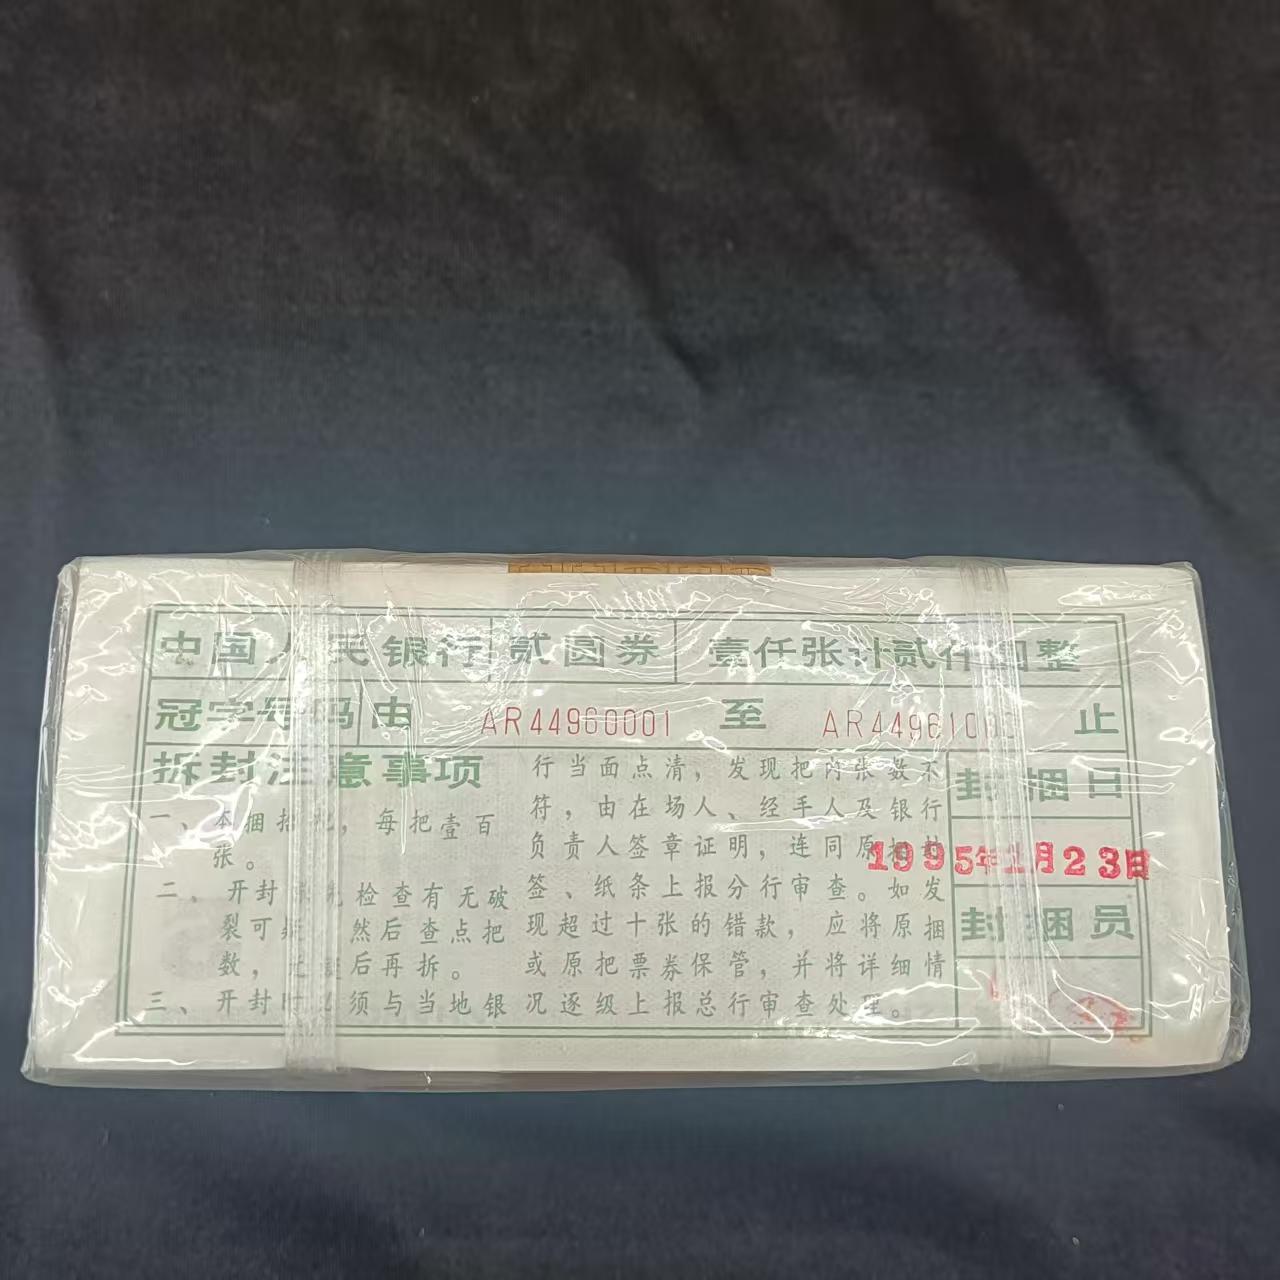 中国人民银行 贰圆券 壹仟张计贰仟圆整
冠字号码由 AR44960001 至 AR449610 止
拆封注意事项
一、本捆拾把，每把壹百
张。
二、开封 先检查有无破
裂可疑 然后查点把
数， 后再拆。
三、开封时必须与当地银
行当面点清，发现把内张数不
符，由在场人、经手人及银行
负责人签章证明，连同原捆封
签、纸条上报分行审查。如发
现超过十张的错款，应将原捆
或原把票券保管，并将详细情
况逐级上报总行审查处理。
封捆日
1995年 月23日
封捆员